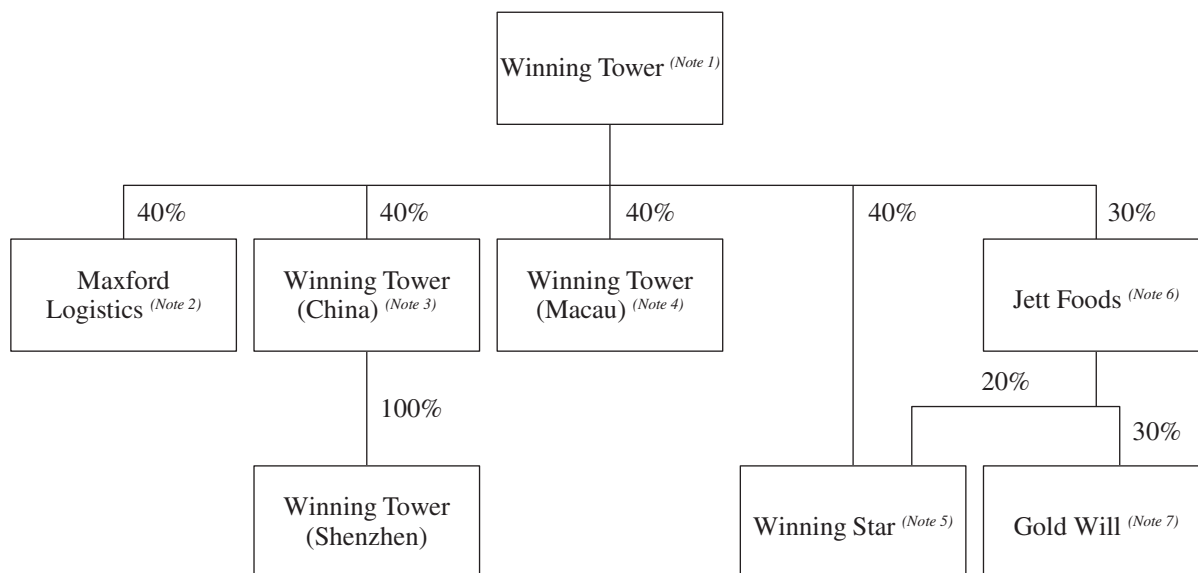 Winning Tower (Note 1)
40%
40%
40%
40%
30%
Maxford
Logistics (Note 2)
Winning Tower
(China) (Note 3)
Winning Tower
(Macau) (Note 4)
Jett Foods (Note 6)
20%
100%
30%
Winning Tower
(Shenzhen)
Winning Star (Note 5)
Gold Will (Note 7)